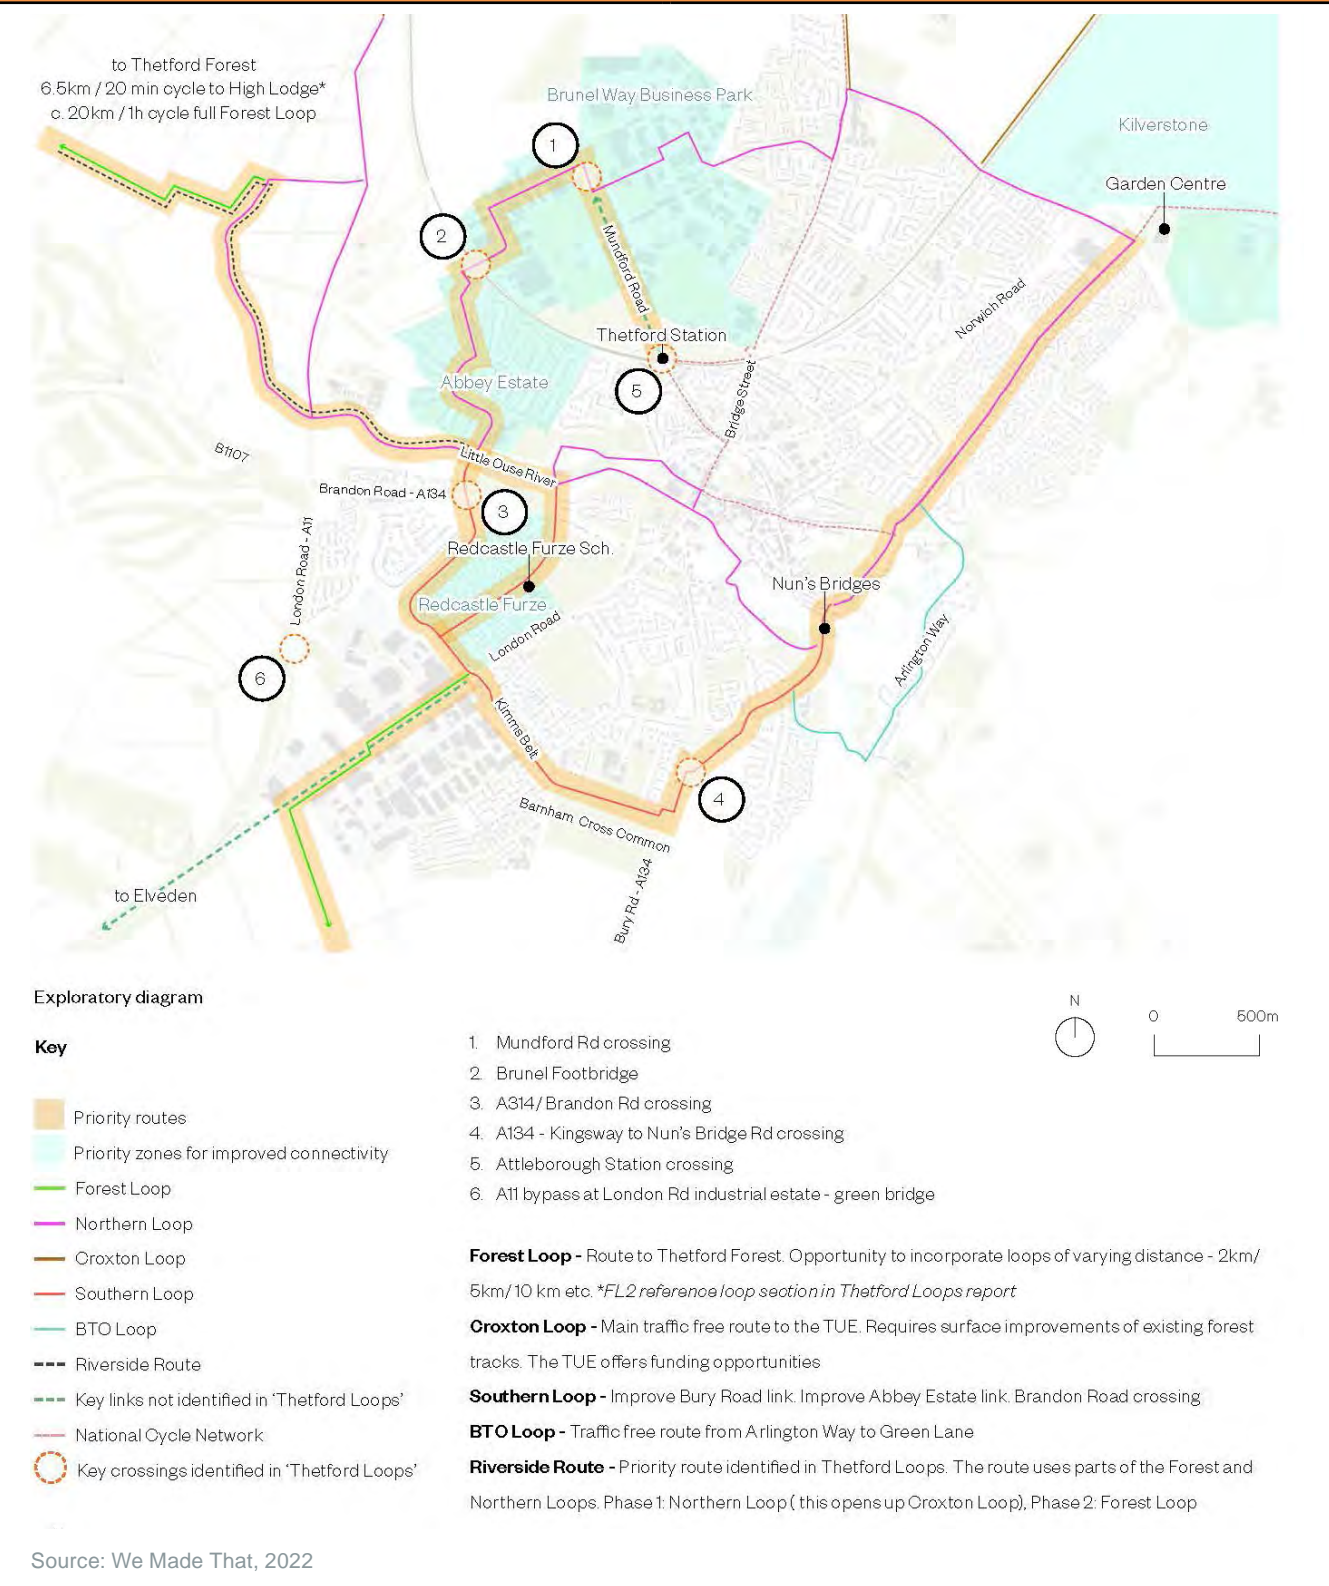 to Thetford Forest
6.5km / 20 min cycle to High Lodge*
c. 20km / 1h cycle full Forest Loop
Brunel Way Business Park
Kilverstone
1
Garden Centre
2
Mundford Road
Norwich Road
Thetford Station
5
Bridge Street
Abbey Estate
B1107
Little Ouse River
Brandon Road - A134
3
London Road - A11
Redcastle Furze Sch.
Nun's Bridges
Redcastle Furze
London Road
Arlington Way
6
Kimms Belt
4
Barnham Cross Common
Bury Rd - A134
to Elveden
Exploratory diagram
N
0 500m
Key
Priority routes
Priority zones for improved connectivity
Forest Loop
Northern Loop
Croxton Loop
Southern Loop
BTO Loop
Riverside Route
Key links not identified in 'Thetford Loops'
National Cycle Network
Key crossings identified in 'Thetford Loops'
1. Mundford Rd crossing
2. Brunel Footbridge
3. A314/ Brandon Rd crossing
4. A134 - Kingsway to Nun's Bridge Rd crossing
5. Attleborough Station crossing
6. A11 bypass at London Rd industrial estate - green bridge
Forest Loop - Route to Thetford Forest. Opportunity to incorporate loops of varying distance - 2km/
5km/ 10 km etc. *FL2 reference loop section in Thetford Loops report
Croxton Loop - Main traffic free route to the TUE. Requires surface improvements of existing forest
tracks. The TUE offers funding opportunities
Southern Loop - Improve Bury Road link. Improve Abbey Estate link. Brandon Road crossing
BTO Loop - Traffic free route from Arlington Way to Green Lane
Riverside Route - Priority route identified in Thetford Loops. The route uses parts of the Forest and
Northern Loops. Phase 1: Northern Loop ( this opens up Croxton Loop), Phase 2: Forest Loop
Source: We Made That, 2022